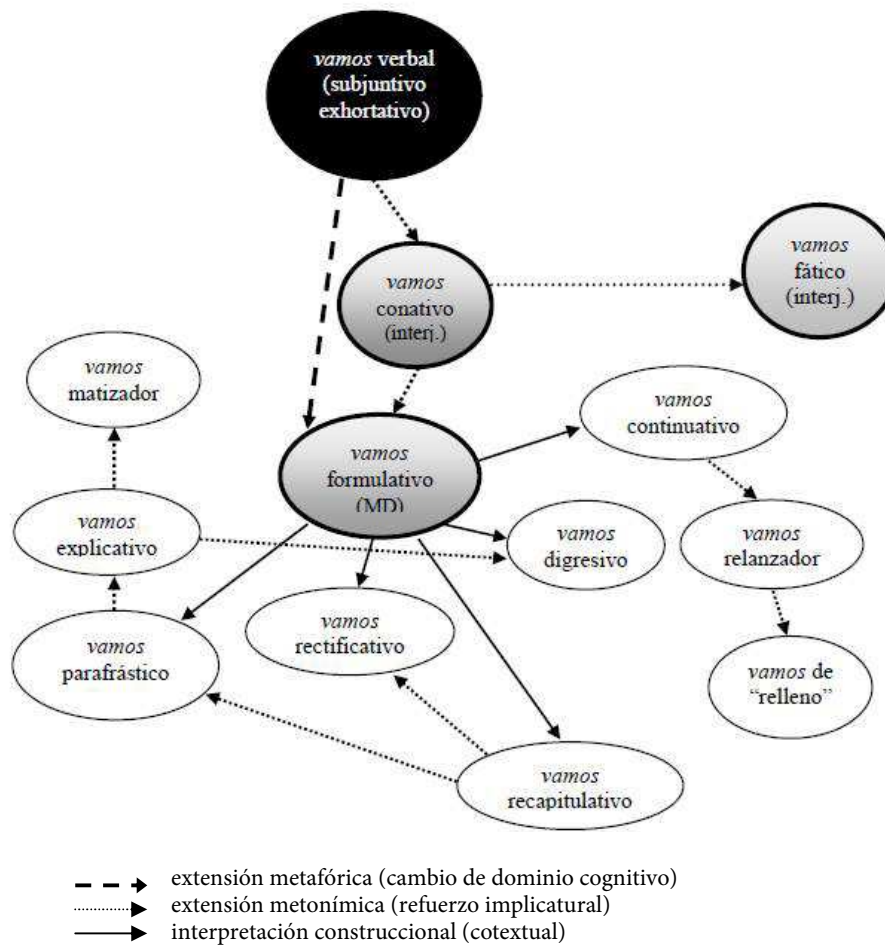 vamos verbal
(subjuntivo
exhortativo)
vamos
fático
(interj.)
vamos
conativo
(interj.)
vamos
matizador
vamos
continuativo
vamos
formulativo
(MD)
vamos
explicativo
vamos
digresivo
vamos
relanzador
vamos
rectificativo
vamos
parafrástico
vamos de
“relleno”
vamos
recapitulativo
extensión metafórica (cambio de dominio cognitivo)
extensión metonímica (refuerzo implicatural)
interpretación construccional (cotextual)